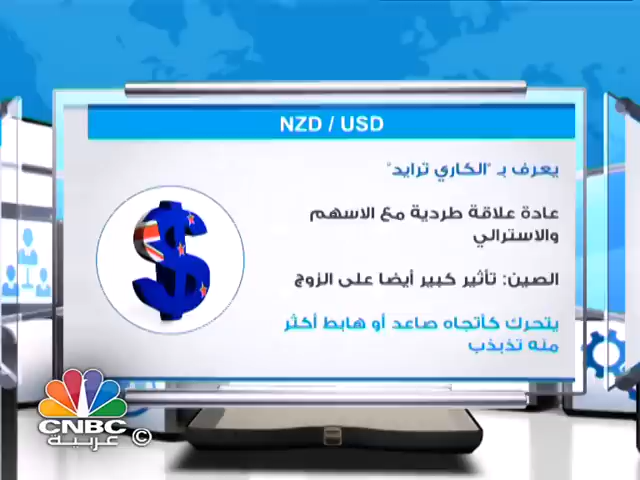 NZD / USD
يعرف بـ "الكاري ترايد"
عادة علاقة طردية مع الاسهم
والاسترالي
الصين: تأثير كبير أيضا على الزوج
يتحرك كأتجاه صاعد أو هابط أكثر
منه تذبذب
CNBC
عربية ©